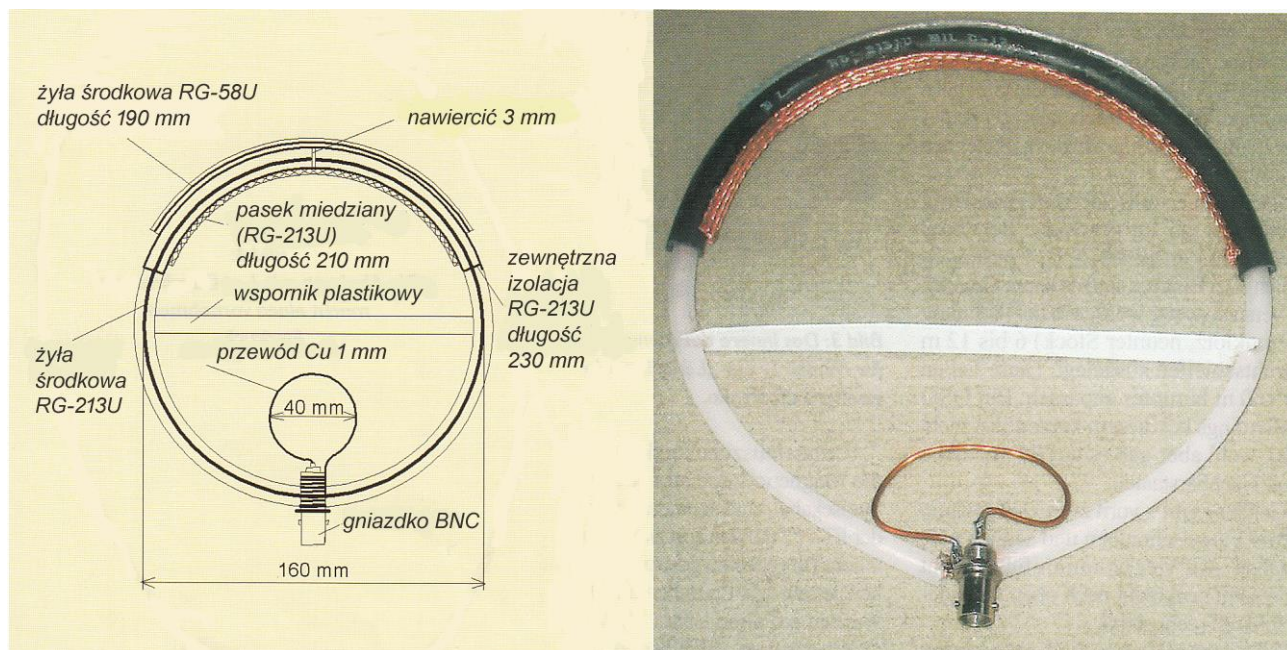 żyła środkowa RG-58U
długość 190 mm
nawiercić 3 mm
pasek miedziany
(RG-213U)
długość 210 mm
zewnętrzna
izolacja
RG-213U
długość
230 mm
wspornik plastikowy
żyła
środkowa
RG-213U
przewód Cu 1 mm
40 mm
gniazdko BNC
160 mm